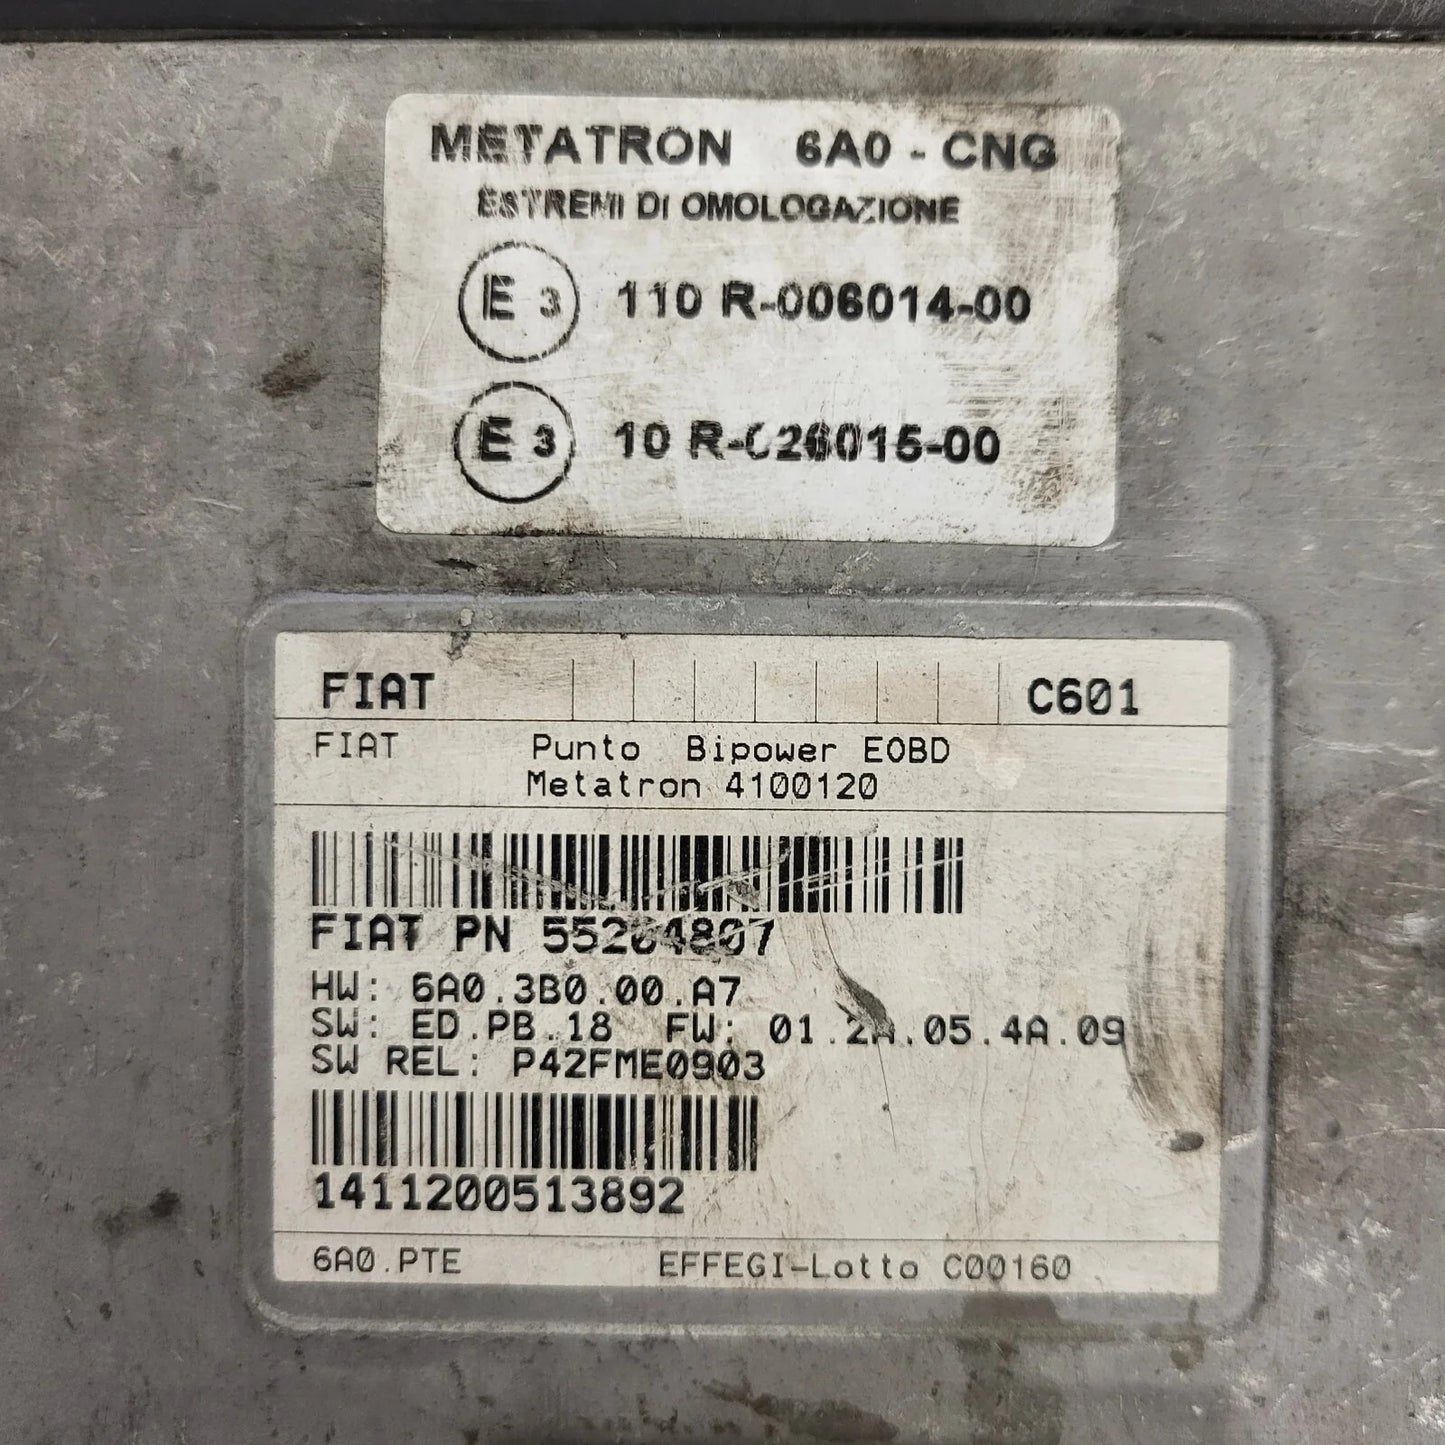 METATRON 6A0 - CNG
ESTREMI DI OMOLOGAZIONE
E 3 110 R-006014-00
E 3 10 R-026015-00
FIAT C601
FIAT Punto Bipower EOBD
Metatron 4100120
FIAT PN 55204807
HW: 6A0.3B0.00.A7
SW: ED.PB.18 FW: 01.2A.05.4A.09
SW REL: P42FME0903
1411200513892
6A0.PTE EFFEGI-Lotto C00160